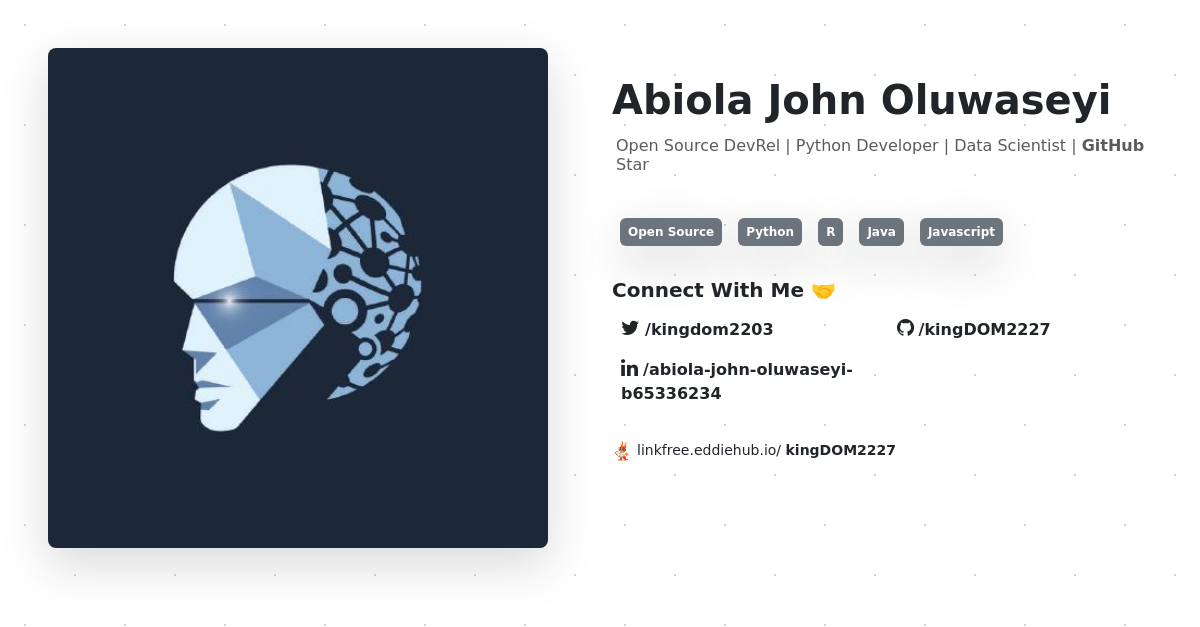 Abiola John Oluwaseyi
Open Source DevRel | Python Developer | Data Scientist | GitHub
Star
Open Source Python R Java Javascript
Connect With Me 🤝
/kingdom2203 /kingDOM2227
/abiola-john-oluwaseyi-
b65336234
linkfree.eddiehub.io/ kingDOM2227